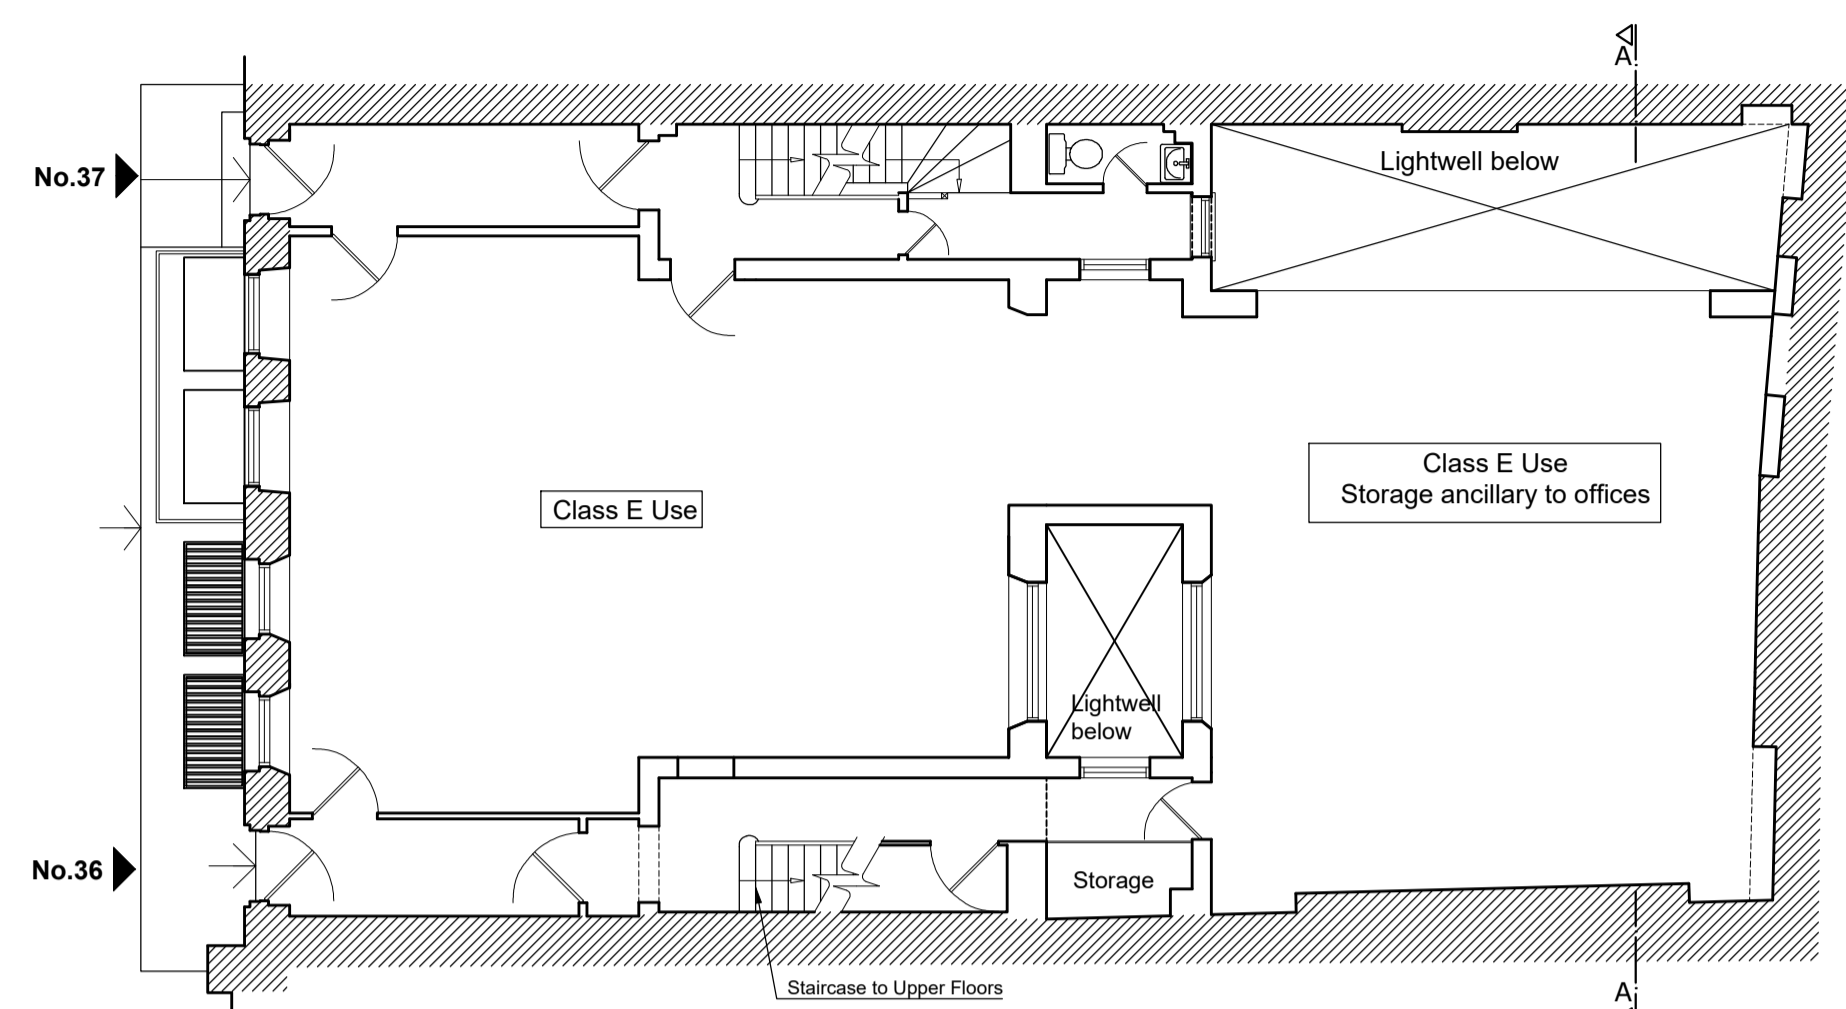 A
No.37
Lightwell below
Class E Use
Storage ancillary to offices
Class E Use
Lightwell
below
No.36
Storage
Staircase to Upper Floors
A